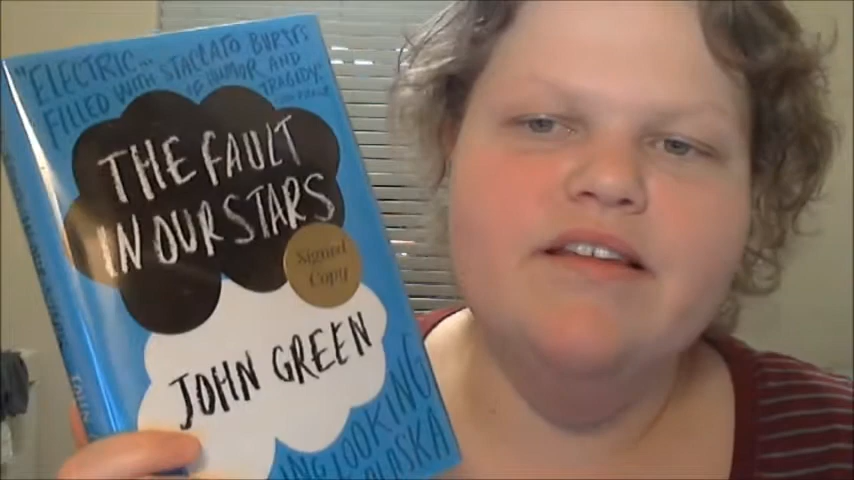 "ELECTRIC...
FILLED WITH STACCATO BURSTS
OF HUMOR AND
TRAGEDY."
THE FAULT
IN OUR STARS
Signed
Copy
JOHN GREEN
LOOKING
ALASKA